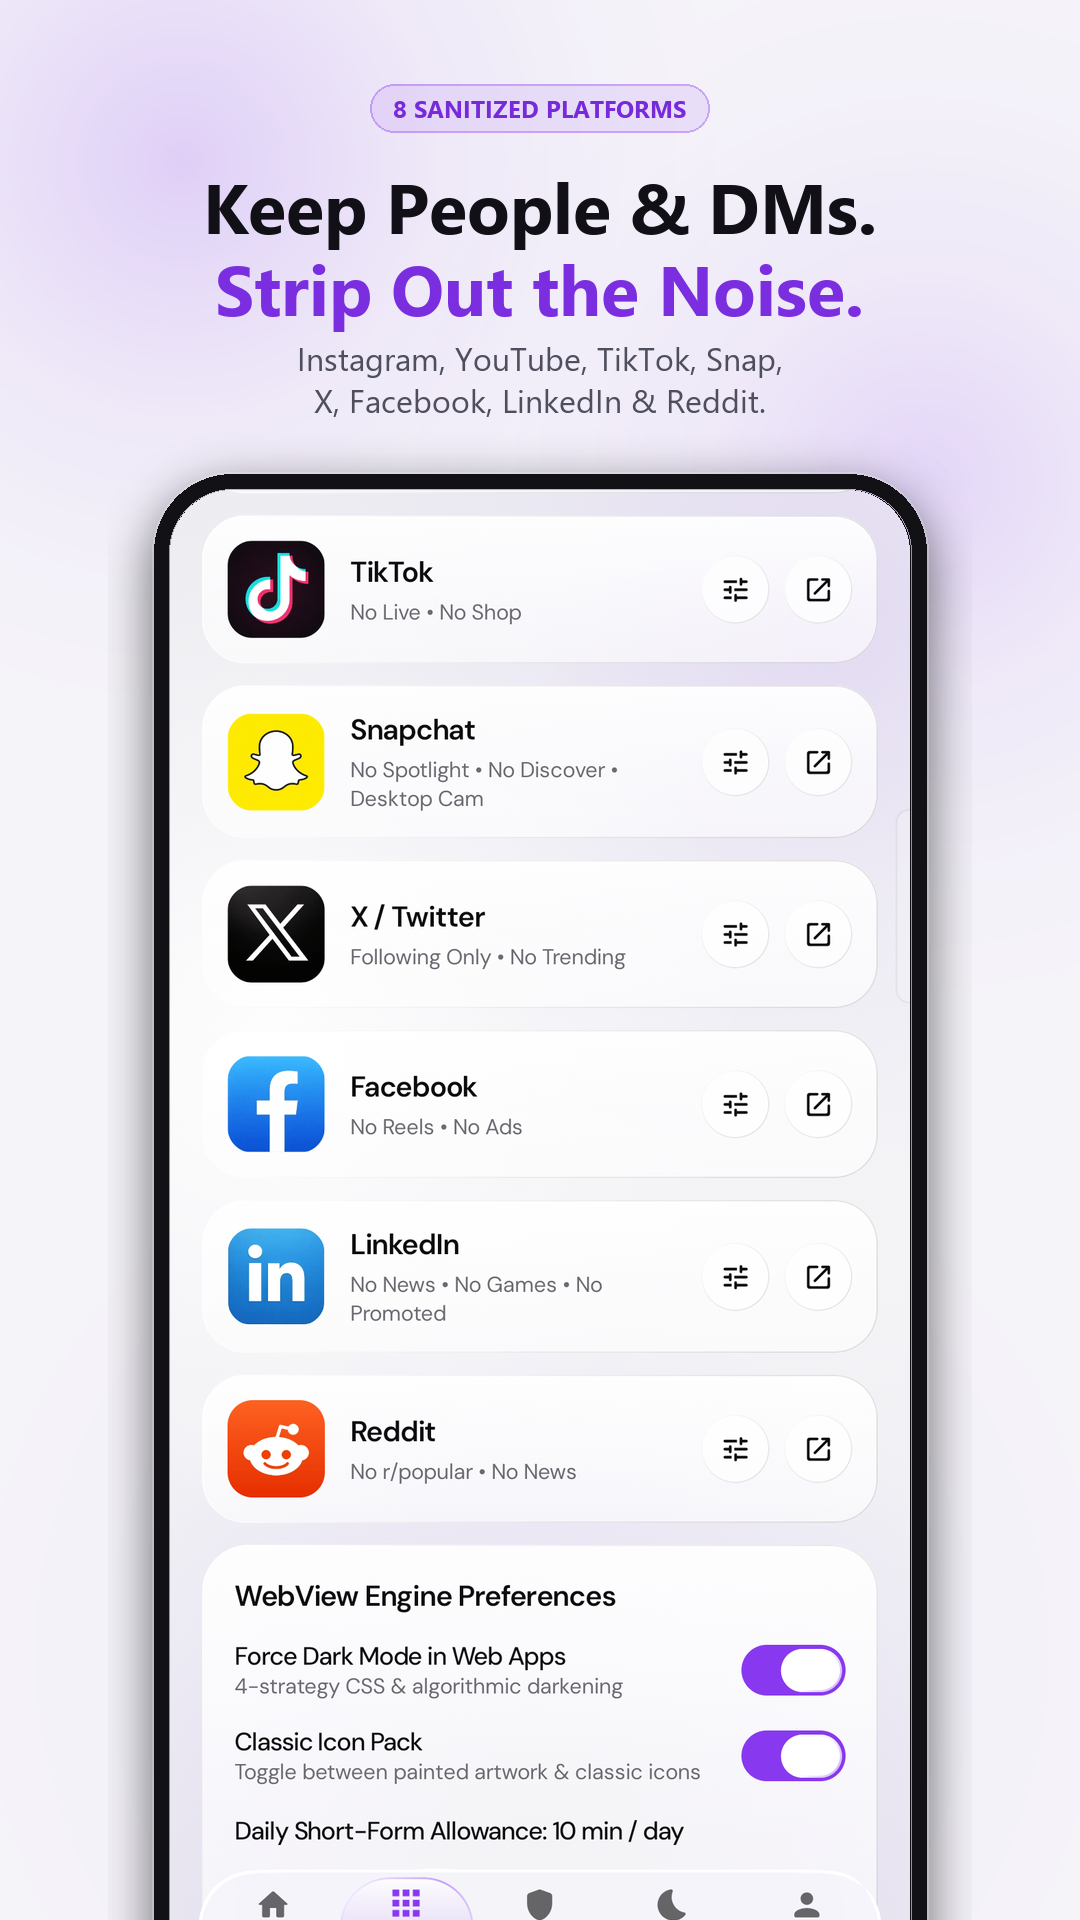 8 SANITIZED PLATFORMS
Keep People & DMs.
Strip Out the Noise.
Instagram, YouTube, TikTok, Snap,
X, Facebook, LinkedIn & Reddit.
TikTok
No Live • No Shop
Snapchat
No Spotlight • No Discover •
Desktop Cam
X / Twitter
Following Only • No Trending
Facebook
No Reels • No Ads
in
LinkedIn
No News • No Games • No
Promoted
Reddit
No r/popular • No News
WebView Engine Preferences
Force Dark Mode in Web Apps
4-strategy CSS & algorithmic darkening
Classic Icon Pack
Toggle between painted artwork & classic icons
Daily Short-Form Allowance: 10 min / day